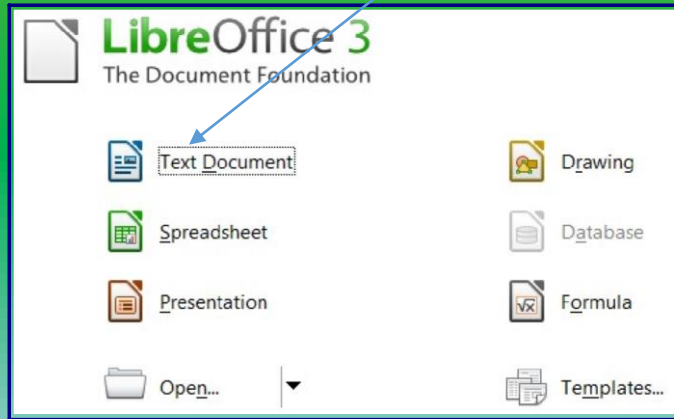 LibreOffice 3
The Document Foundation
Text Document
Drawing
Spreadsheet
Database
Presentation
Formula
Open...
Templates...